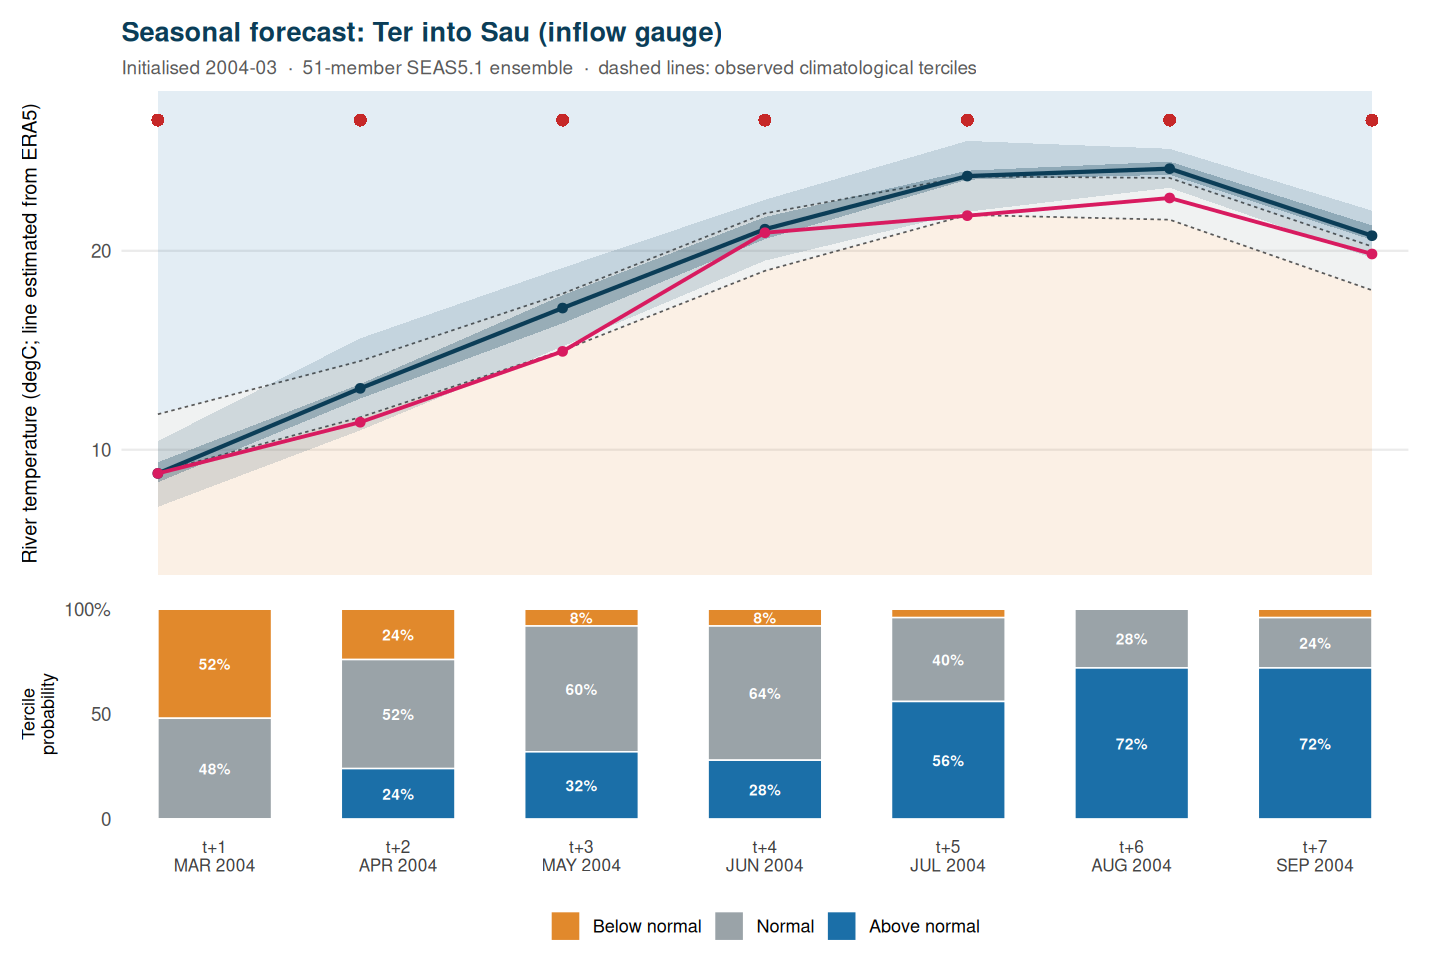 Seasonal forecast: Ter into Sau (inflow gauge)
Initialised 2004-03 · 51-member SEAS5.1 ensemble · dashed lines: observed climatological terciles
River temperature (degC; line estimated from ERA5)
20
10
Tercile
probability
100%
50
0
52%
48%
24%
52%
24%
8%
60%
32%
8%
64%
28%
40%
56%
28%
72%
24%
72%
t+1
MAR 2004
t+2
APR 2004
t+3
MAY 2004
t+4
JUN 2004
t+5
JUL 2004
t+6
AUG 2004
t+7
SEP 2004
Below normal
Normal
Above normal